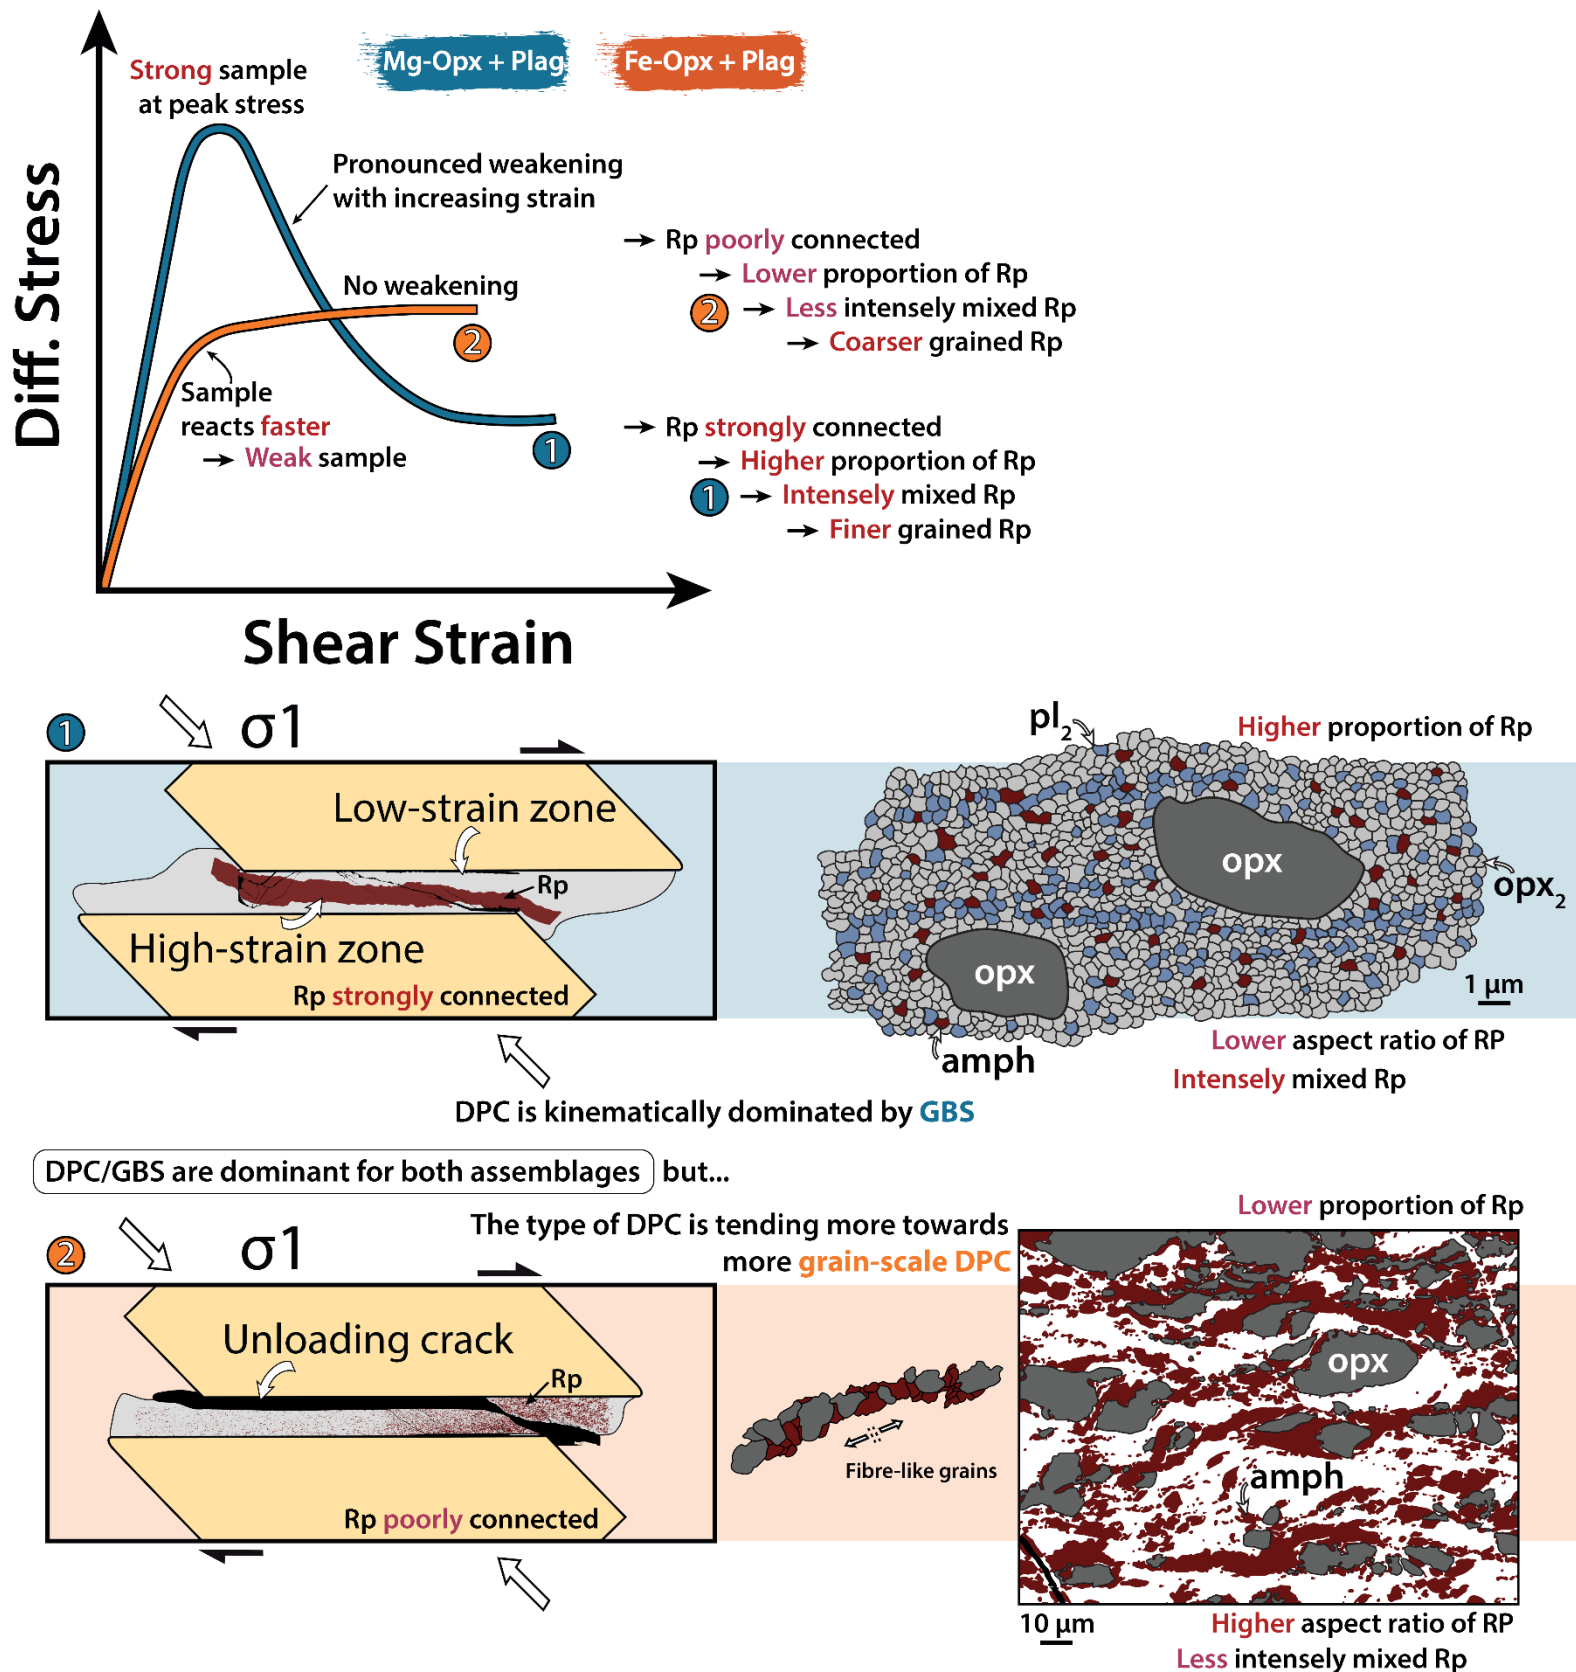 Mg-Opx + Plag
Fe-Opx + Plag
Strong sample
at peak stress
Pronounced weakening
with increasing strain
No weakening
2
Sample
reacts faster
→ Weak sample
1
Diff. Stress
Shear Strain
→ Rp poorly connected
→ Lower proportion of Rp
2 → Less intensely mixed Rp
→ Coarser grained Rp
→ Rp strongly connected
→ Higher proportion of Rp
1 → Intensely mixed Rp
→ Finer grained Rp
1
σ1
Low-strain zone
Rp
High-strain zone
Rp strongly connected
pl₂
Higher proportion of Rp
opx
opx₂
opx
1 µm
amph
Lower aspect ratio of RP
Intensely mixed Rp
DPC is kinematically dominated by GBS
DPC/GBS are dominant for both assemblages but...
2
σ1
The type of DPC is tending more towards
more grain-scale DPC
Unloading crack
Rp
Rp poorly connected
Fibre-like grains
Lower proportion of Rp
opx
amph
10 µm
Higher aspect ratio of RP
Less intensely mixed Rp